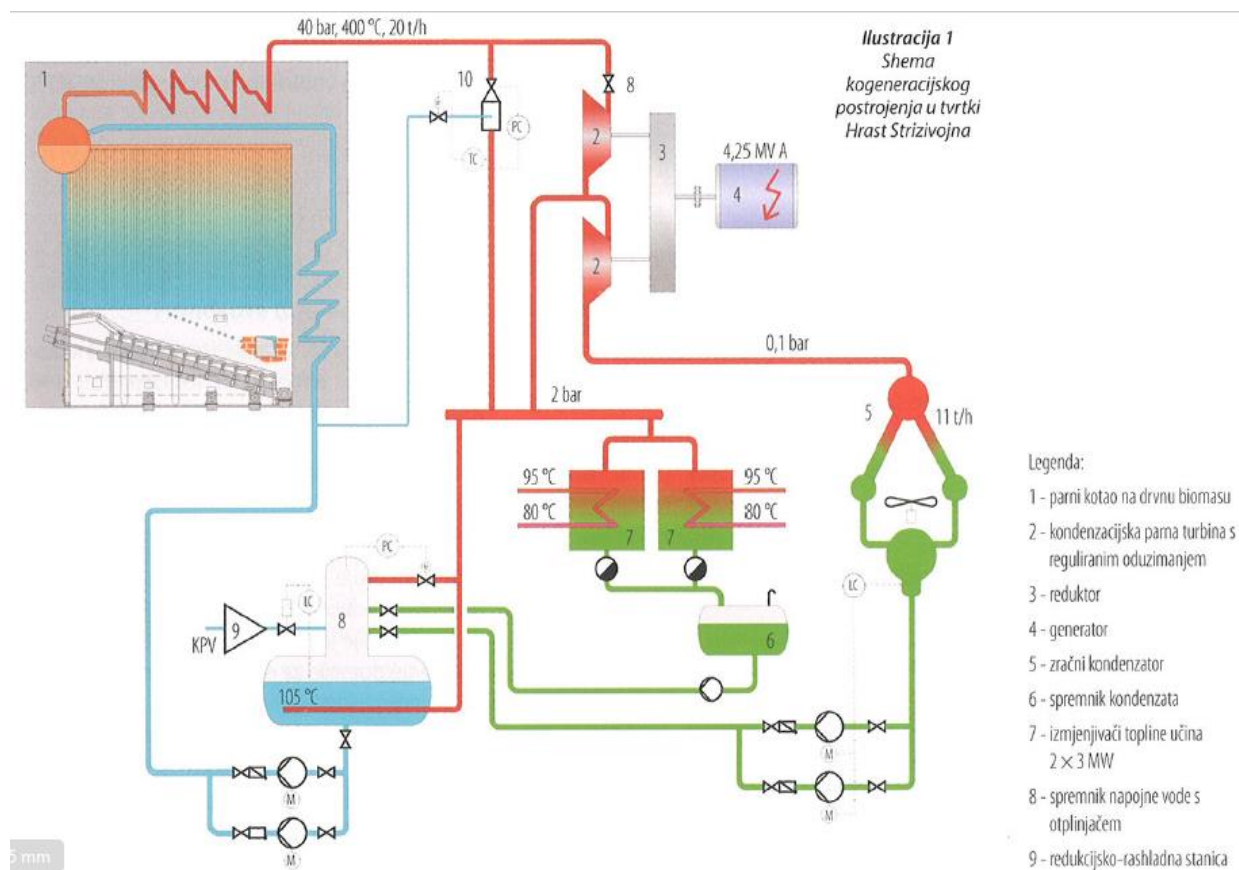 40 bar, 400 °C, 20 t/h
Ilustracija 1
Shema
kogeneracijskog
postrojenja u tvrtki
Hrast Strizivojna
1
10
8
PC
TC
2
3
4,25 MV A
4
2
0,1 bar
2 bar
5
11 t/h
95 °C
95 °C
80 °C
80 °C
7
7
PC
LC
8
9
KPV
6
LC
105 °C
M
M
M
M
Legenda:
1 - parni kotao na drvnu biomasu
2 - kondenzacijska parna turbina s
reguliranim oduzimanjem
3 - reduktor
4 - generator
5 - zračni kondenzator
6 - spremnik kondenzata
7 - izmjenjivači topline učina
2 × 3 MW
8 - spremnik napojne vode s
otplinjačem
9 - redukcijsko-rashladna stanica
mm